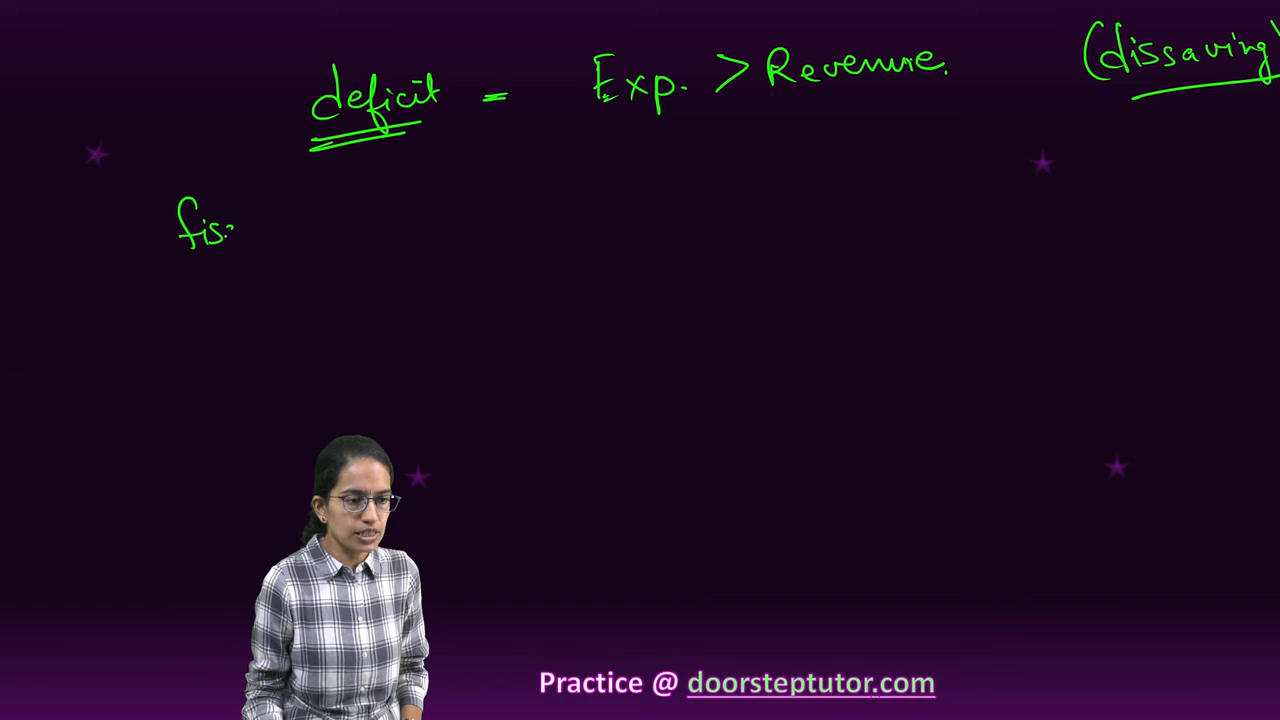 deficit = Exp. > Revenue. (dissaving)
fis
Practice @ doorsteptutor.com